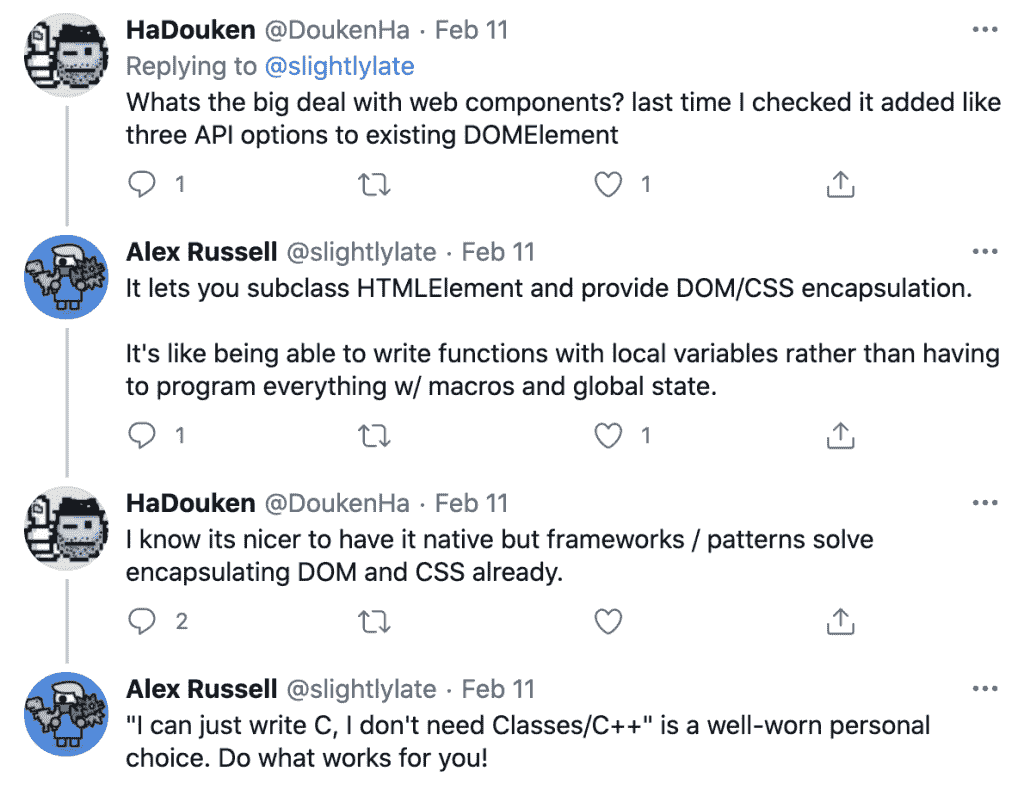 HaDouken @DoukenHa · Feb 11
Replying to @slightlylate
Whats the big deal with web components? last time I checked it added like
three API options to existing DOMElement
1 1
Alex Russell @slightlylate · Feb 11
It lets you subclass HTMLElement and provide DOM/CSS encapsulation.
It's like being able to write functions with local variables rather than having
to program everything w/ macros and global state.
1 1
HaDouken @DoukenHa · Feb 11
I know its nicer to have it native but frameworks / patterns solve
encapsulating DOM and CSS already.
2
Alex Russell @slightlylate · Feb 11
"I can just write C, I don't need Classes/C++" is a well-worn personal
choice. Do what works for you!